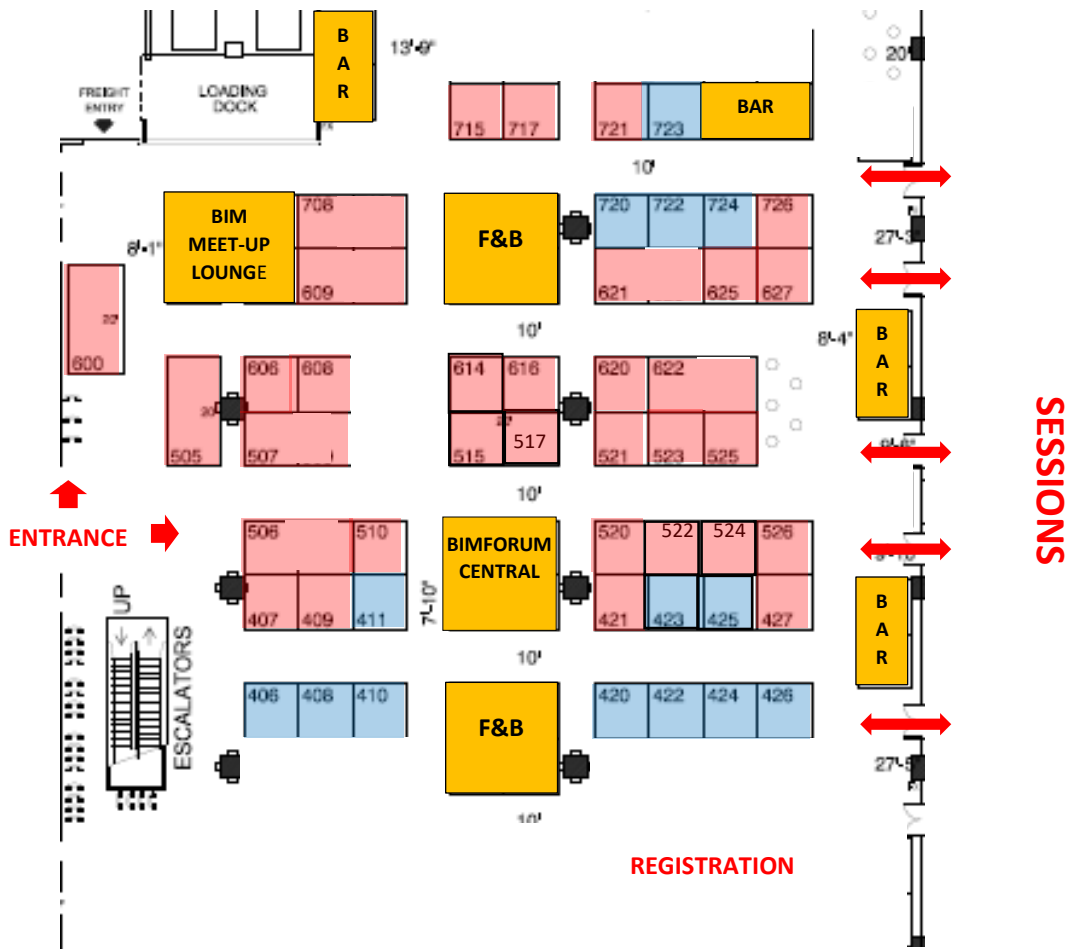 B
A
R
13'-9"
20'
FREIGHT
ENTRY
LOADING
DOCK
715
717
721
723
BAR
10'
BIM
MEET-UP
LOUNGE
8'-1"
708
609
F&B
720
722
724
726
621
625
627
27'-3"
600
10'
8'-4"
B
A
R
606
608
505
20'
507
614
616
515
517
620
622
521
523
525
SESSIONS
10'
ENTRANCE
506
510
407
409
411
BIMFORUM
CENTRAL
7'-10"
520
522
524
526
421
423
425
427
B
A
R
UP
ESCALATORS
10'
406
408
410
F&B
420
422
424
426
27'-5"
10'
REGISTRATION